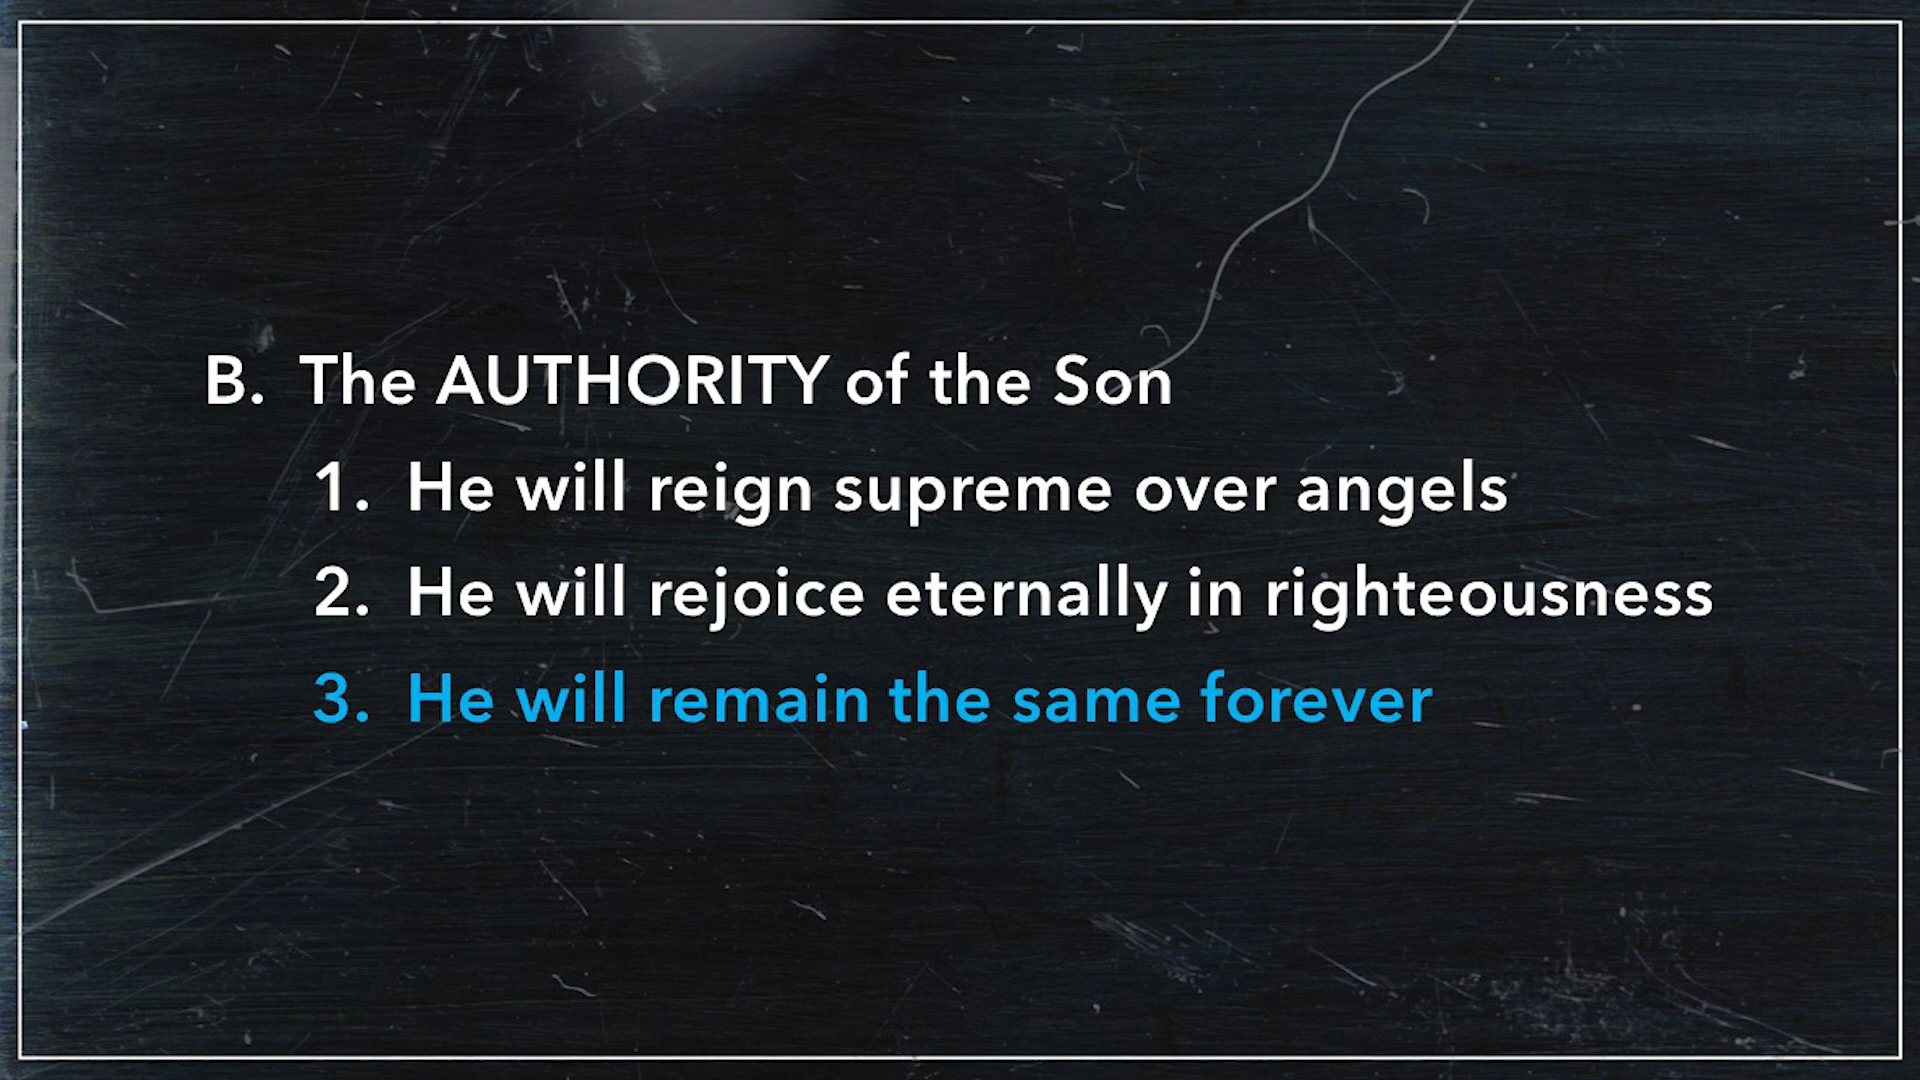 B. The AUTHORITY of the Son
1. He will reign supreme over angels
2. He will rejoice eternally in righteousness
3. He will remain the same forever